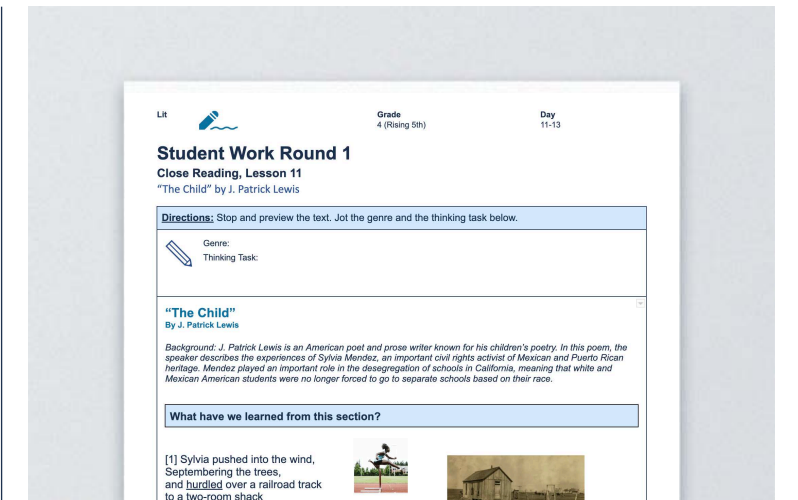 Lit
Grade
4 (Rising 5th)
Day
11-13
Student Work Round 1
Close Reading, Lesson 11
"The Child" by J. Patrick Lewis
Directions: Stop and preview the text. Jot the genre and the thinking task below.
Genre:
Thinking Task:
"The Child"
By J. Patrick Lewis
Background: J. Patrick Lewis is an American poet and prose writer known for his children's poetry. In this poem, the
speaker describes the experiences of Sylvia Mendez, an important civil rights activist of Mexican and Puerto Rican
heritage. Mendez played an important role in the desegregation of schools in California, meaning that white and
Mexican American students were no longer forced to go to separate schools based on their race.
What have we learned from this section?
[1] Sylvia pushed into the wind,
Septembering the trees,
and hurdled over a railroad track
to a two-room shack